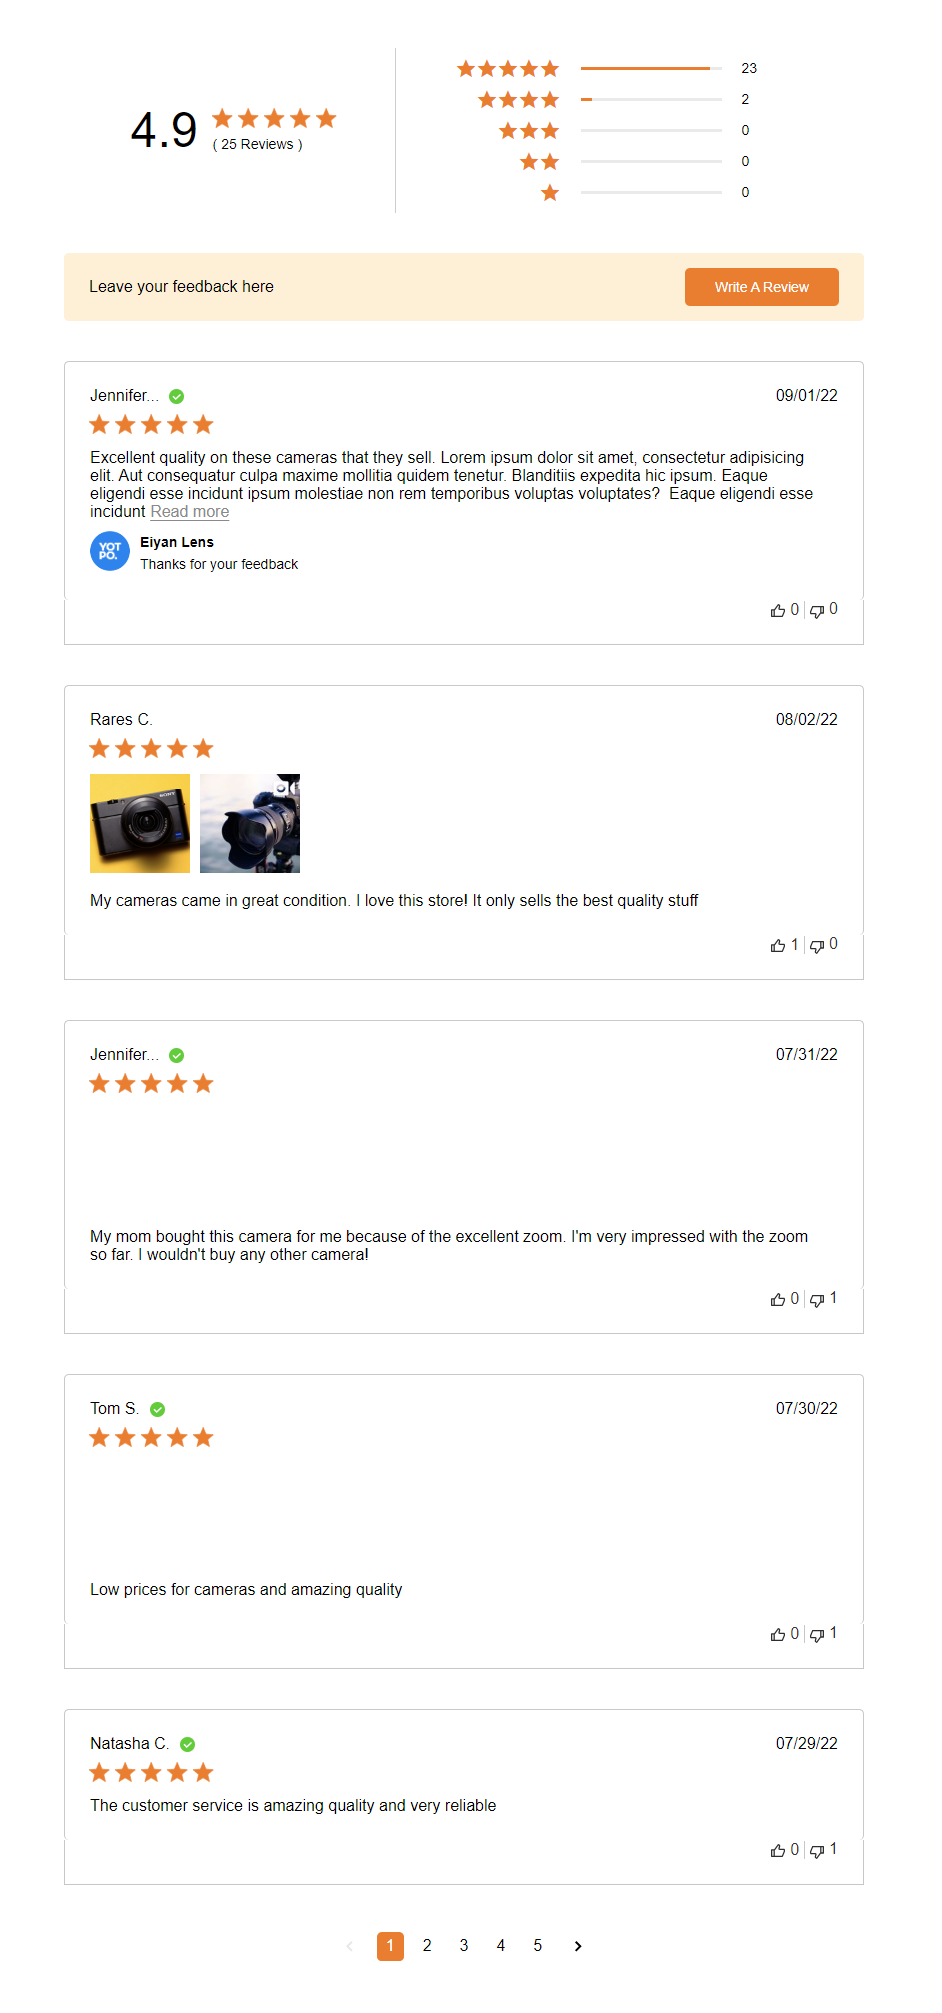 4.9
( 25 Reviews )
23
2
0
0
0
Leave your feedback here
Write A Review
Jennifer...
09/01/22
Excellent quality on these cameras that they sell. Lorem ipsum dolor sit amet, consectetur adipisicing
elit. Aut consequatur culpa maxime mollitia quidem tenetur. Blanditiis expedita hic ipsum. Eaque
eligendi esse incidunt ipsum molestiae non rem temporibus voluptas voluptates?  Eaque eligendi esse
incidunt Read more
YOT
PO.
Eiyan Lens
Thanks for your feedback
0 0
Rares C.
08/02/22
SONY
My cameras came in great condition. I love this store! It only sells the best quality stuff
1 0
Jennifer...
07/31/22
My mom bought this camera for me because of the excellent zoom. I'm very impressed with the zoom
so far. I wouldn't buy any other camera!
0 1
Tom S.
07/30/22
Low prices for cameras and amazing quality
0 1
Natasha C.
07/29/22
The customer service is amazing quality and very reliable
0 1
1 2 3 4 5